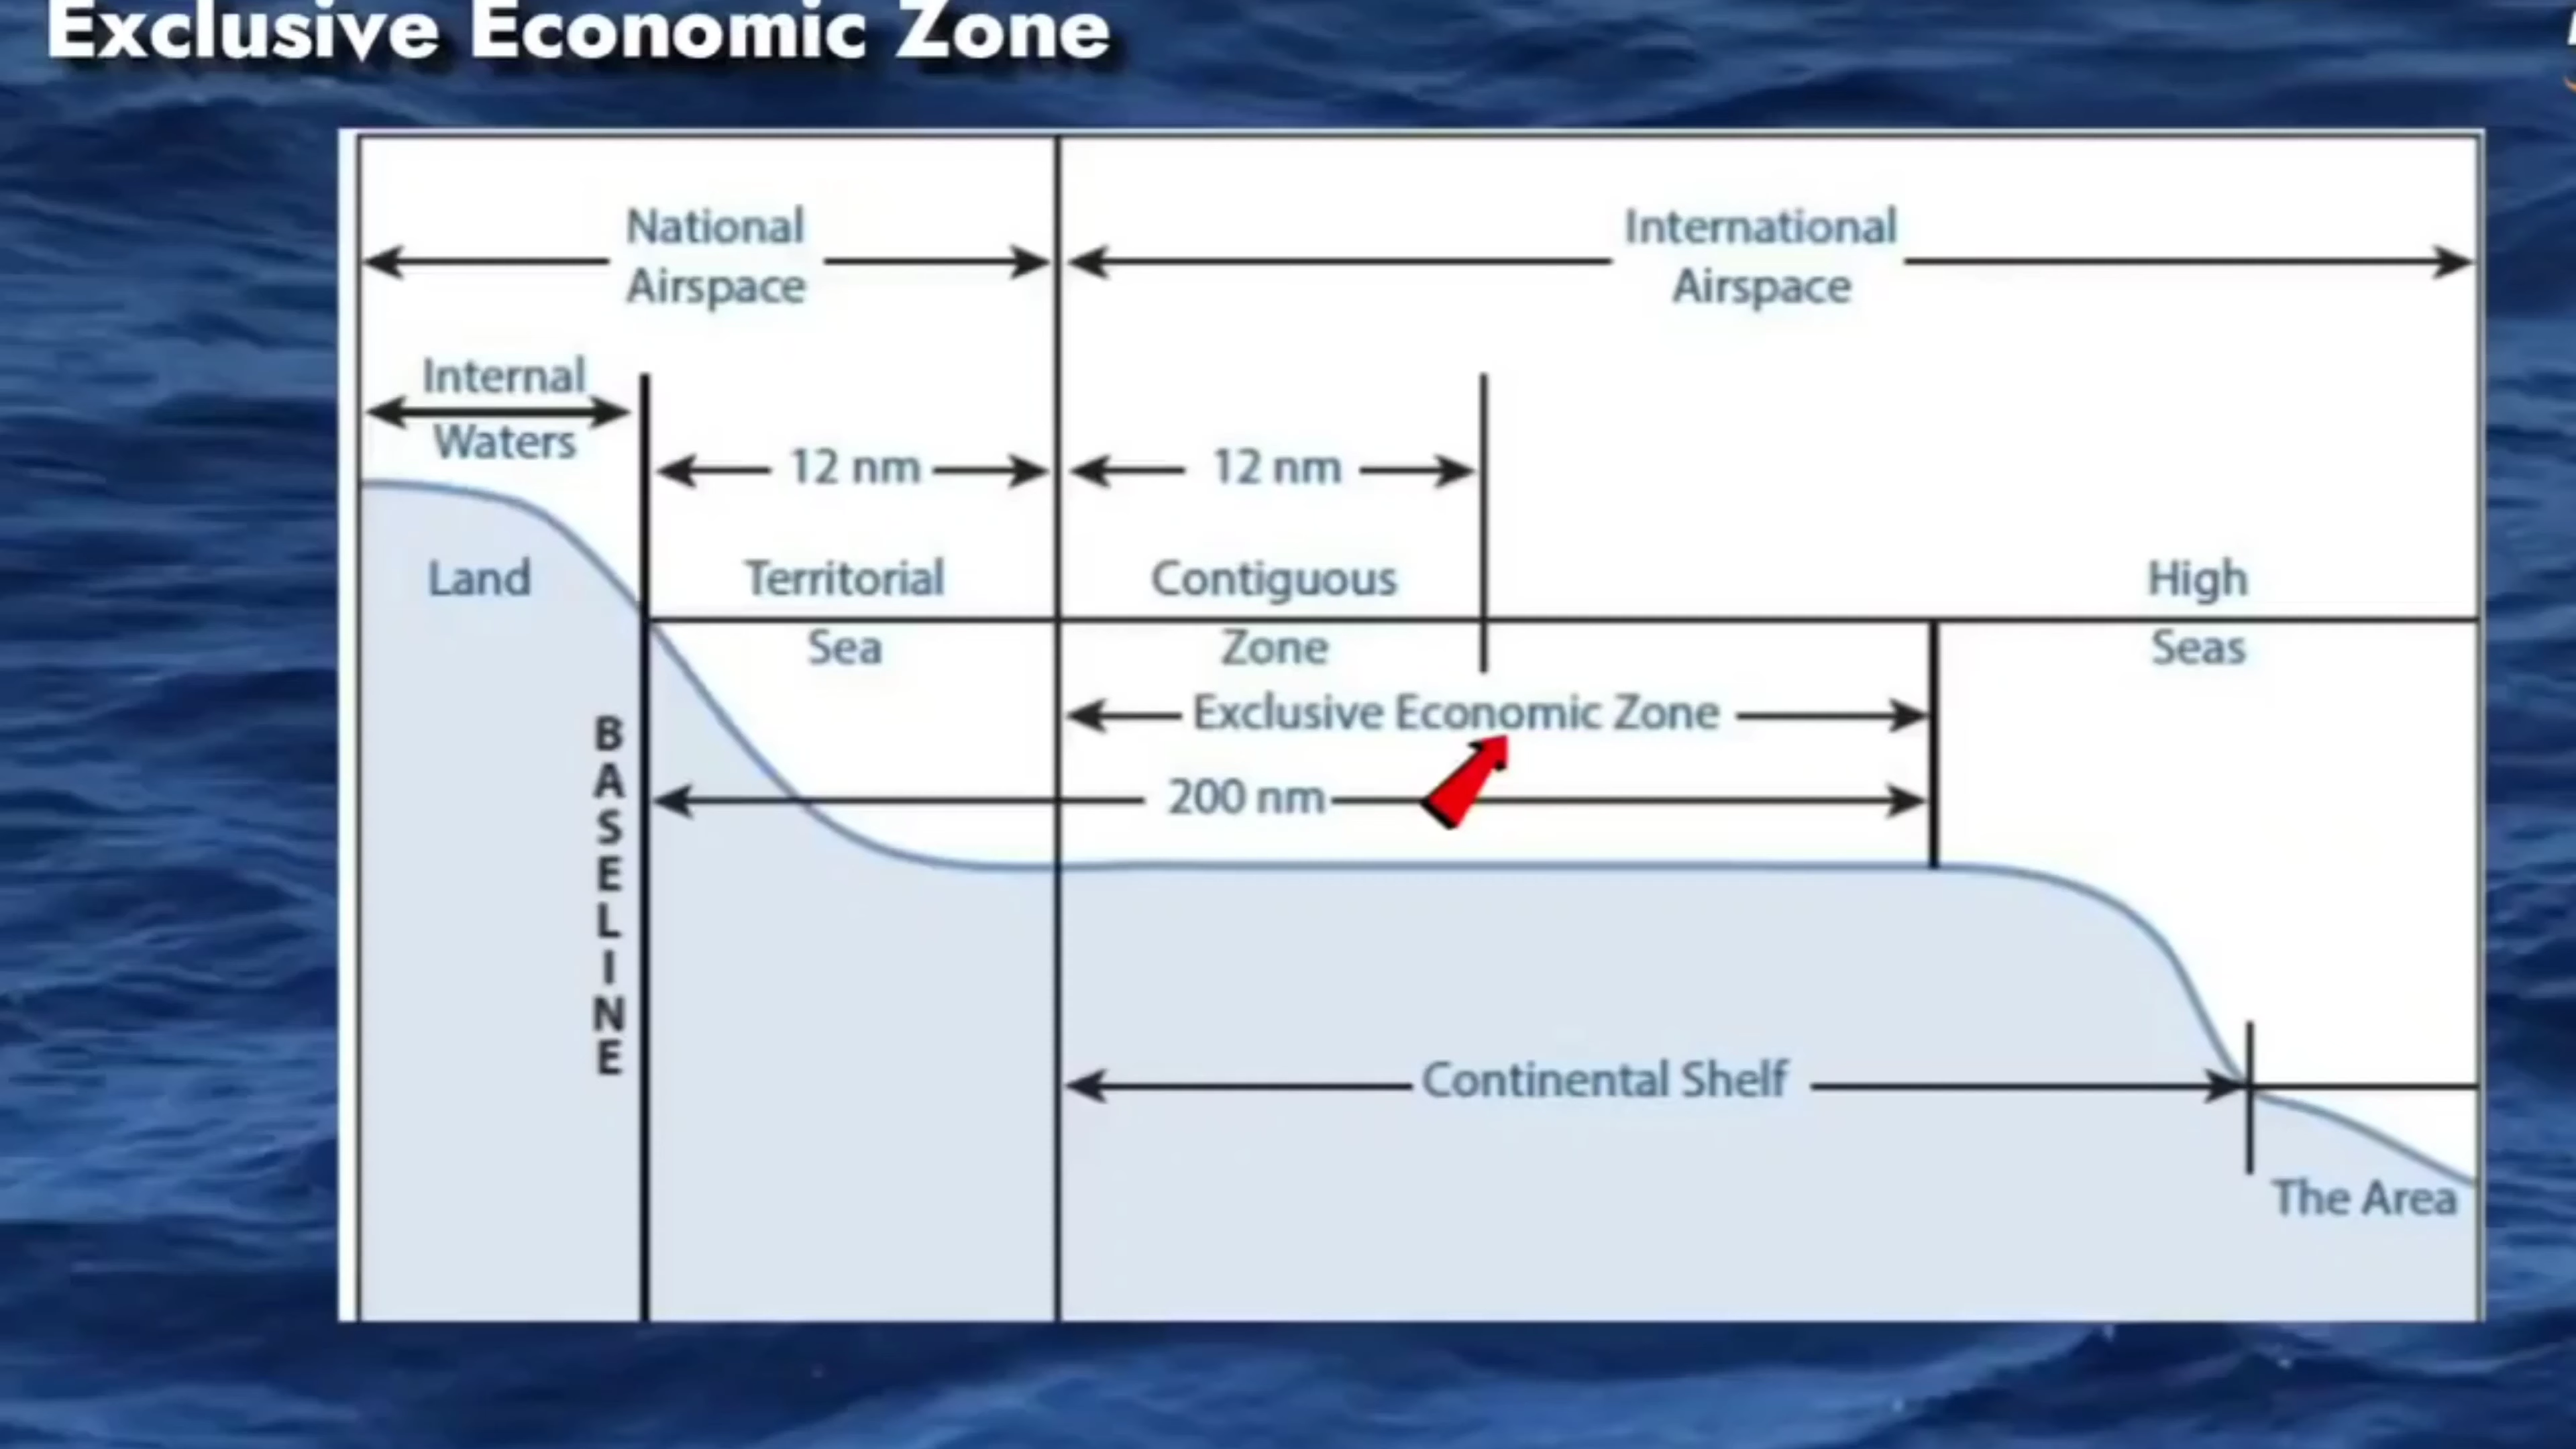 Exclusive Economic Zone
National
Airspace
International
Airspace
Internal
Waters
12 nm
12 nm
Land
Territorial
Sea
Contiguous
Zone
High
Seas
Exclusive Economic Zone
200 nm
BASELINE
Continental Shelf
The Area